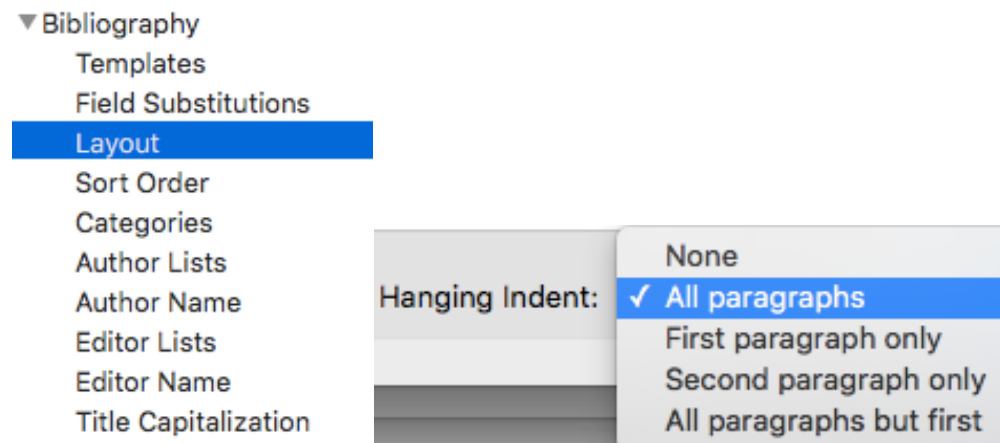 Bibliography
Templates
Field Substitutions
Layout
Sort Order
Categories
Author Lists
Author Name
Editor Lists
Editor Name
Title Capitalization
Hanging Indent:
None
✓ All paragraphs
First paragraph only
Second paragraph only
All paragraphs but first